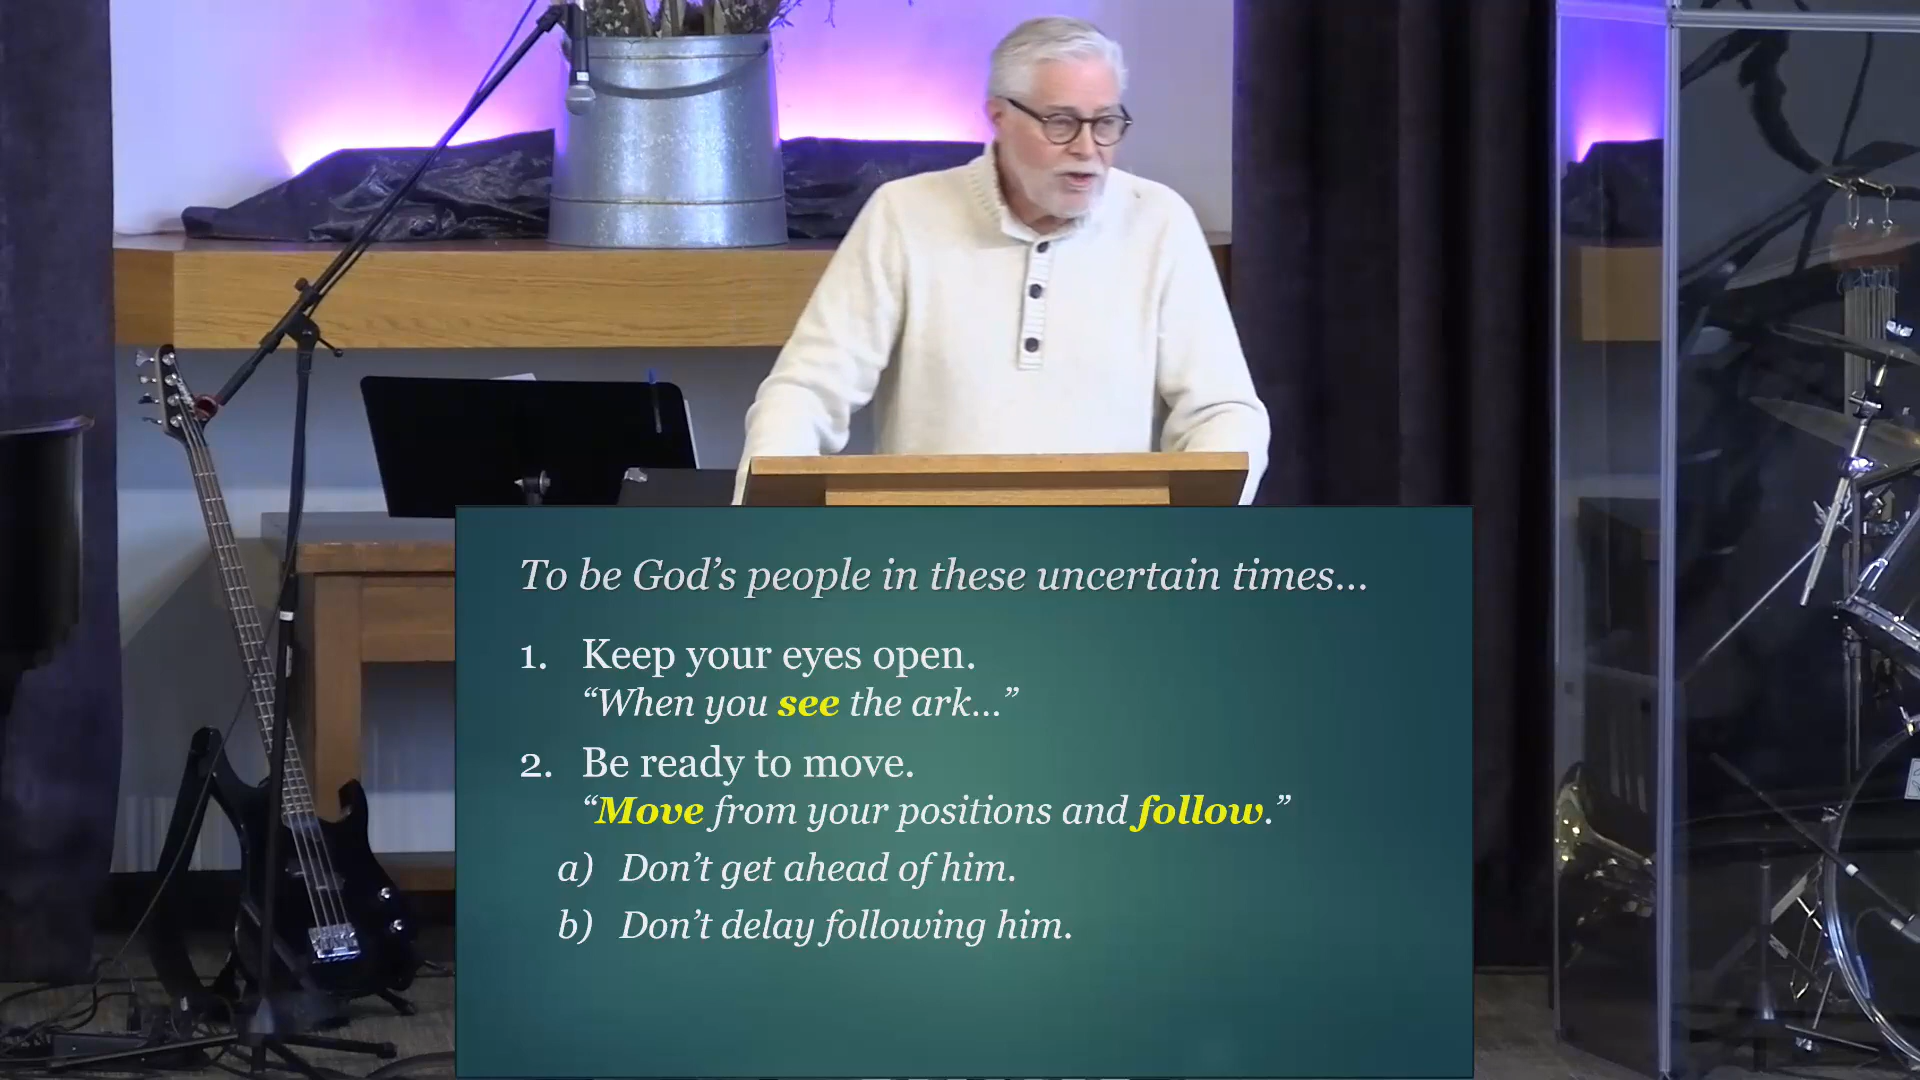 To be God’s people in these uncertain times...
1. Keep your eyes open.
“When you see the ark...”
2. Be ready to move.
“Move from your positions and follow.”
a) Don’t get ahead of him.
b) Don’t delay following him.